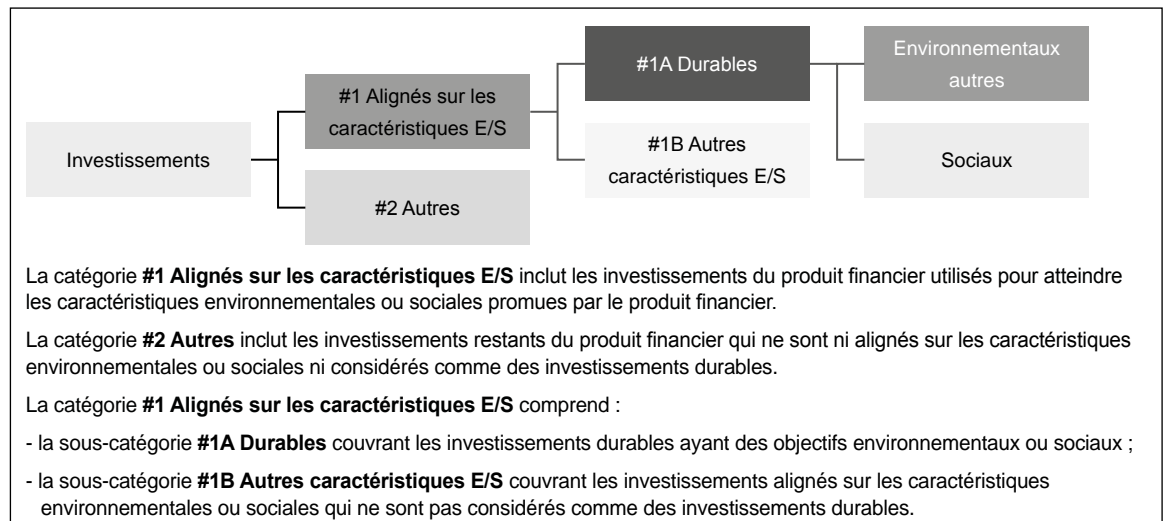 Investissements
#1 Alignés sur les
caractéristiques E/S
#2 Autres
#1A Durables
#1B Autres
caractéristiques E/S
Environnementaux
autres
Sociaux
La catégorie #1 Alignés sur les caractéristiques E/S inclut les investissements du produit financier utilisés pour atteindre
les caractéristiques environnementales ou sociales promues par le produit financier.
La catégorie #2 Autres inclut les investissements restants du produit financier qui ne sont ni alignés sur les caractéristiques
environnementales ou sociales ni considérés comme des investissements durables.
La catégorie #1 Alignés sur les caractéristiques E/S comprend :
- la sous-catégorie #1A Durables couvrant les investissements durables ayant des objectifs environnementaux ou sociaux ;
- la sous-catégorie #1B Autres caractéristiques E/S couvrant les investissements alignés sur les caractéristiques
environnementales ou sociales qui ne sont pas considérés comme des investissements durables.